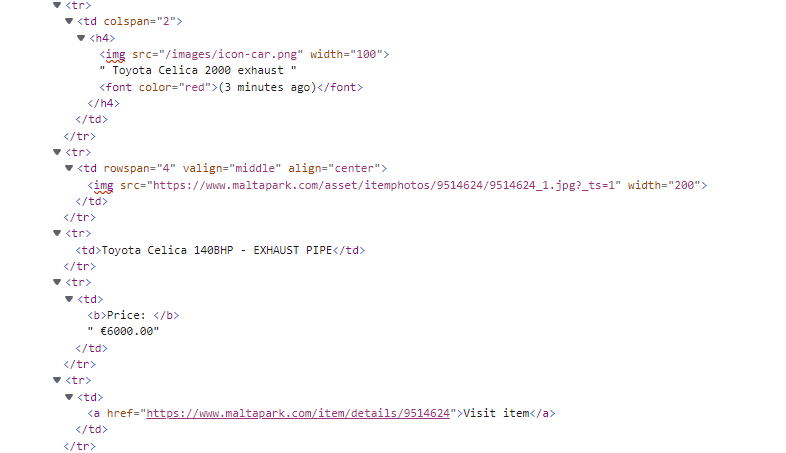 <tr>
<td colspan="2">
<h4>
<img src="/images/icon-car.png" width="100">
" Toyota Celica 2000 exhaust "
<font color="red">(3 minutes ago)</font>
</h4>
</td>
</tr>
<tr>
<td rowspan="4" valign="middle" align="center">
<img src="https://www.maltapark.com/asset/itemphotos/9514624/9514624_1.jpg?_ts=1" width="200">
</td>
</tr>
<tr>
<td>Toyota Celica 140BHP - EXHAUST PIPE</td>
</tr>
<tr>
<td>
<b>Price: </b>
" €6000.00"
</td>
</tr>
<tr>
<td>
<a href="https://www.maltapark.com/item/details/9514624">Visit item</a>
</td>
</tr>